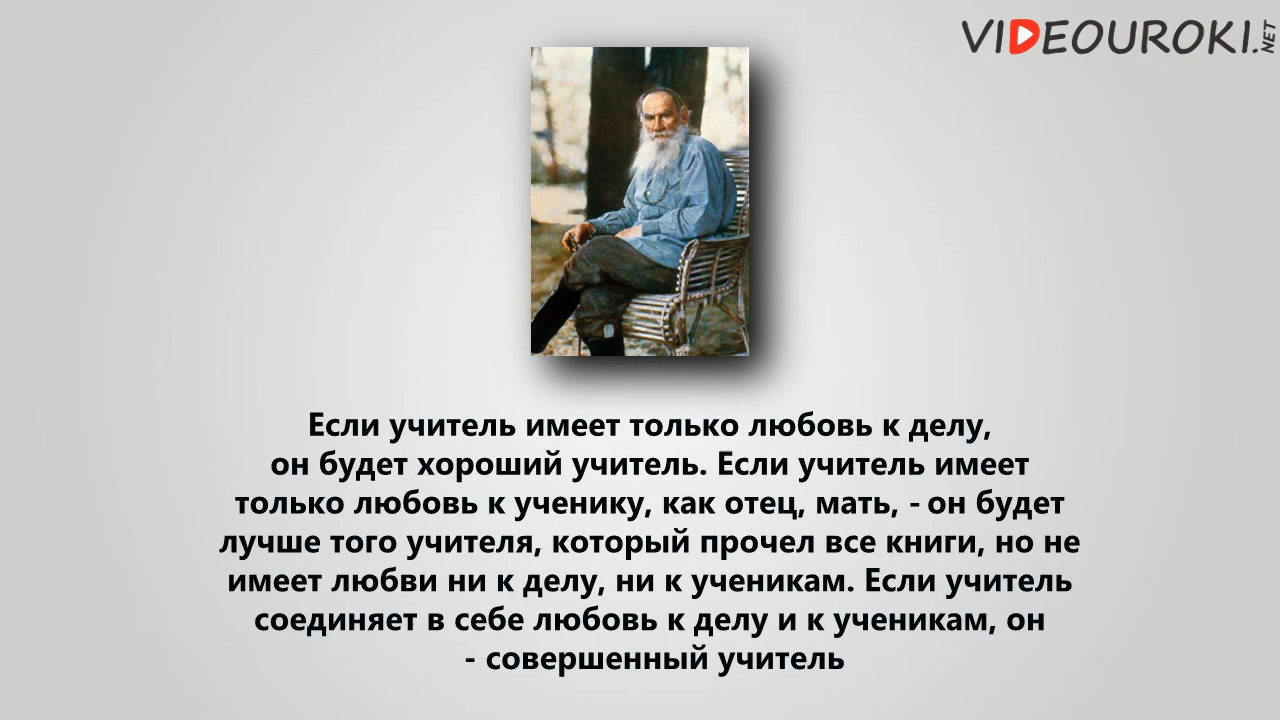 VIDEOUROKI.NET
Если учитель имеет только любовь к делу,
он будет хороший учитель. Если учитель имеет
только любовь к ученику, как отец, мать, - он будет
лучше того учителя, который прочел все книги, но не
имеет любви ни к делу, ни к ученикам. Если учитель
соединяет в себе любовь к делу и к ученикам, он
- совершенный учитель